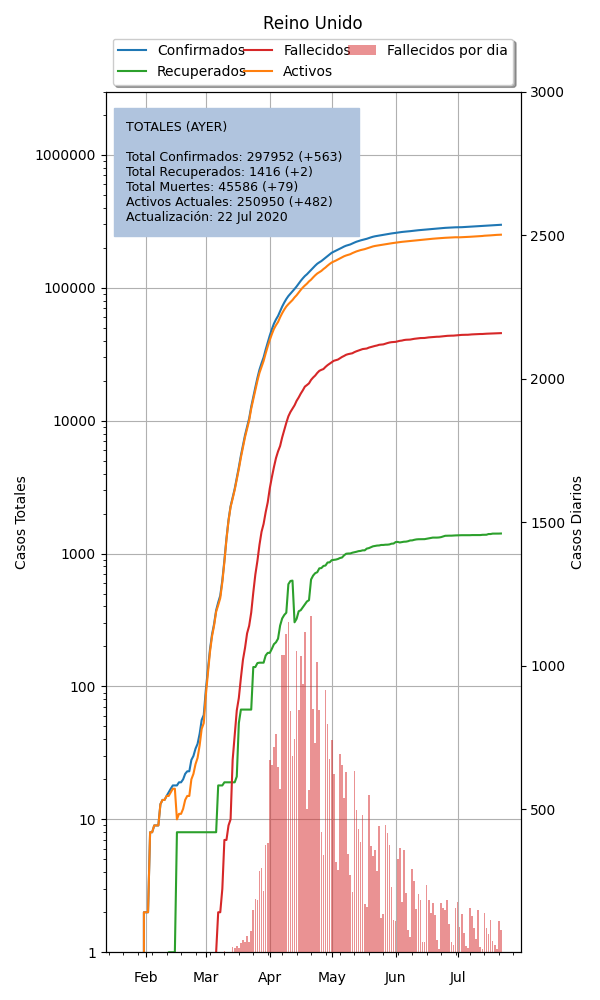 Reino Unido
Confirmados Fallecidos Fallecidos por dia
Recuperados Activos
TOTALES (AYER)
Total Confirmados: 297952 (+563)
Total Recuperados: 1416 (+2)
Total Muertes: 45586 (+79)
Activos Actuales: 250950 (+482)
Actualización: 22 Jul 2020
Casos Totales
1000000
100000
10000
1000
100
10
1
3000
2500
2000
1500
1000
500
Casos Diarios
Feb Mar Apr May Jun Jul